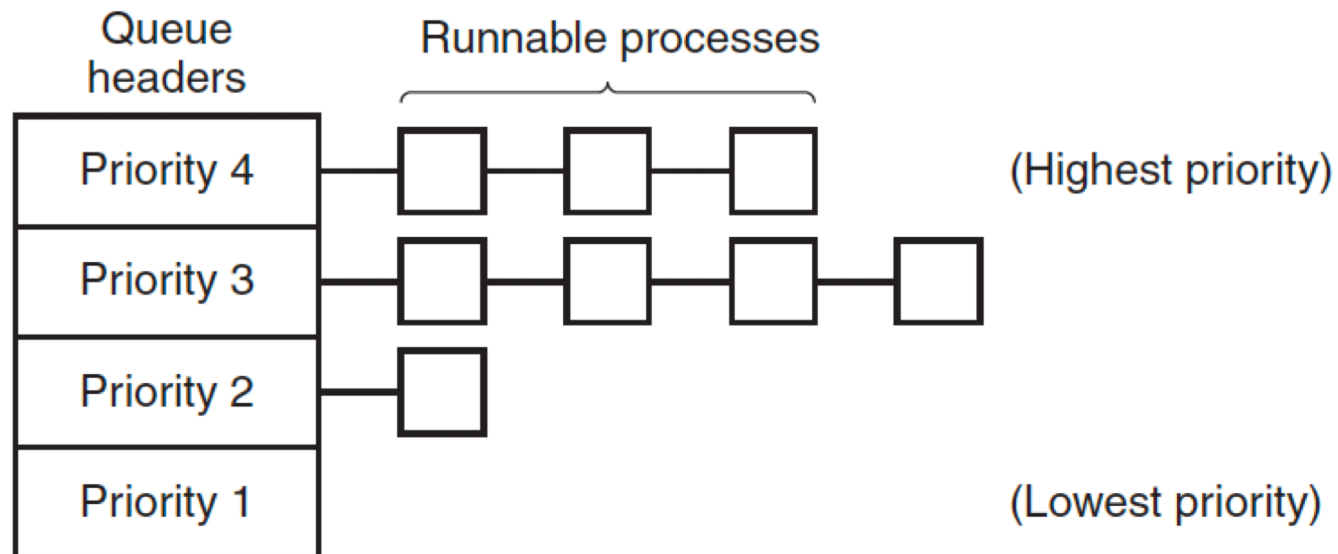 Queue
headers
Runnable processes
Priority 4
(Highest priority)
Priority 3
Priority 2
Priority 1
(Lowest priority)